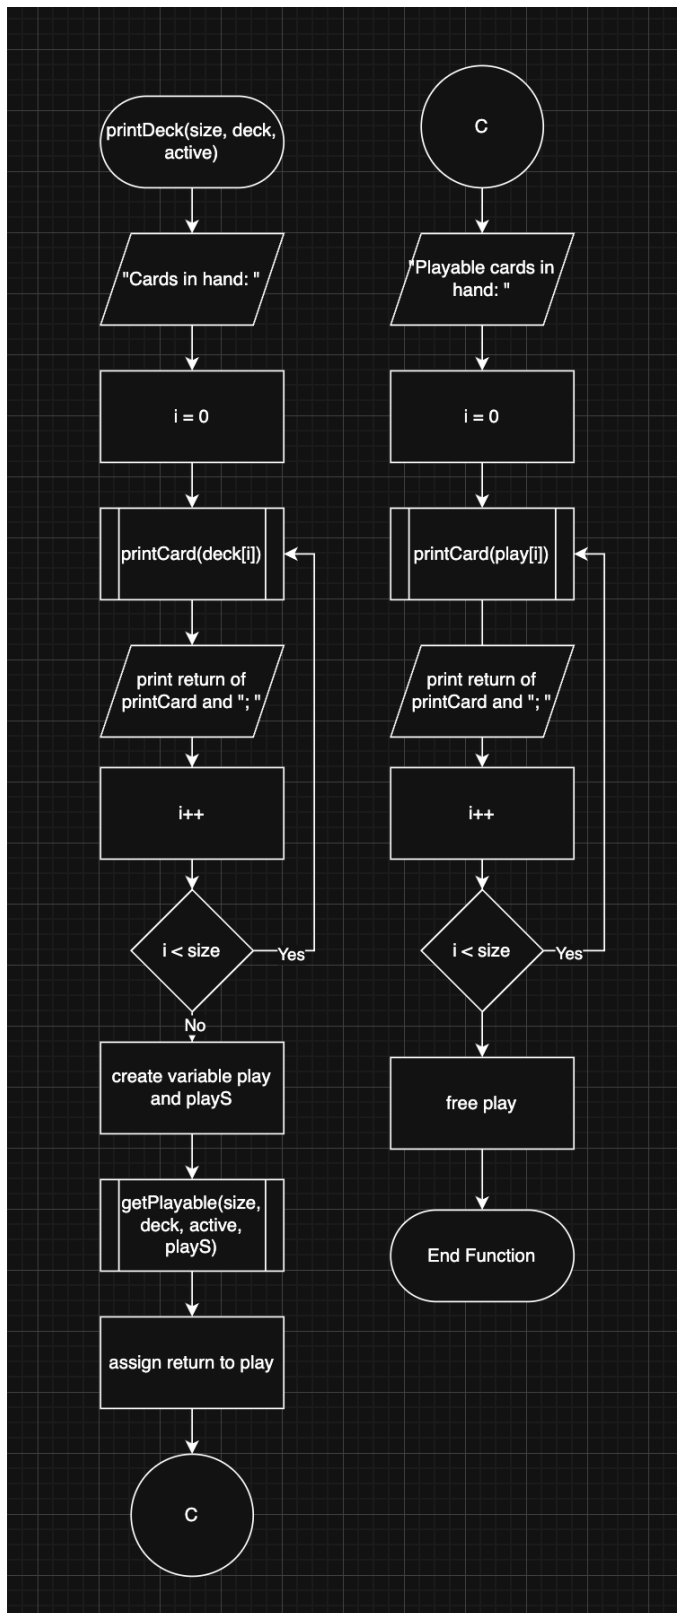 printDeck(size, deck,
active)
"Cards in hand: "
i = 0
printCard(deck[i])
print return of
printCard and "; "
i++
i < size
Yes
No
create variable play
and playS
getPlayable(size,
deck, active,
playS)
assign return to play
C
C
"Playable cards in
hand: "
i = 0
printCard(play[i])
print return of
printCard and "; "
i++
i < size
Yes
free play
End Function